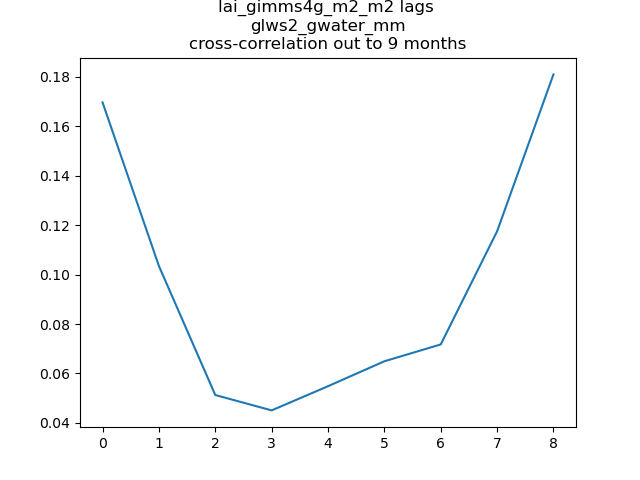 lai_gimms4g_m2_m2 lags
glws2_gwater_mm
cross-correlation out to 9 months
0.18
0.16
0.14
0.12
0.10
0.08
0.06
0.04
0 1 2 3 4 5 6 7 8